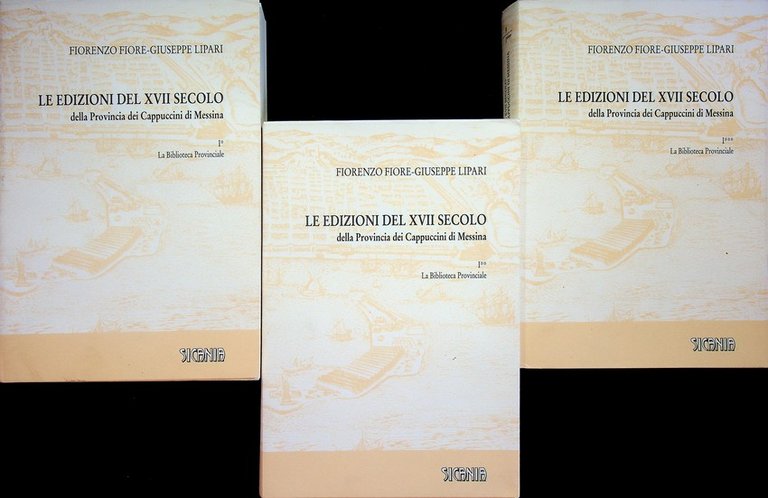 FIORENZO FIORE-GIUSEPPE LIPARI
LE EDIZIONI DEL XVII SECOLO
della Provincia dei Cappuccini di Messina
I°
La Biblioteca Provinciale
SICANIA
FIORENZO FIORE-GIUSEPPE LIPARI
LE EDIZIONI DEL XVII SECOLO
della Provincia dei Cappuccini di Messina
I°°
La Biblioteca Provinciale
SICANIA
FIORENZO FIORE-GIUSEPPE LIPARI
LE EDIZIONI DEL XVII SECOLO
della Provincia dei Cappuccini di Messina
I°°°
La Biblioteca Provinciale
SICANIA